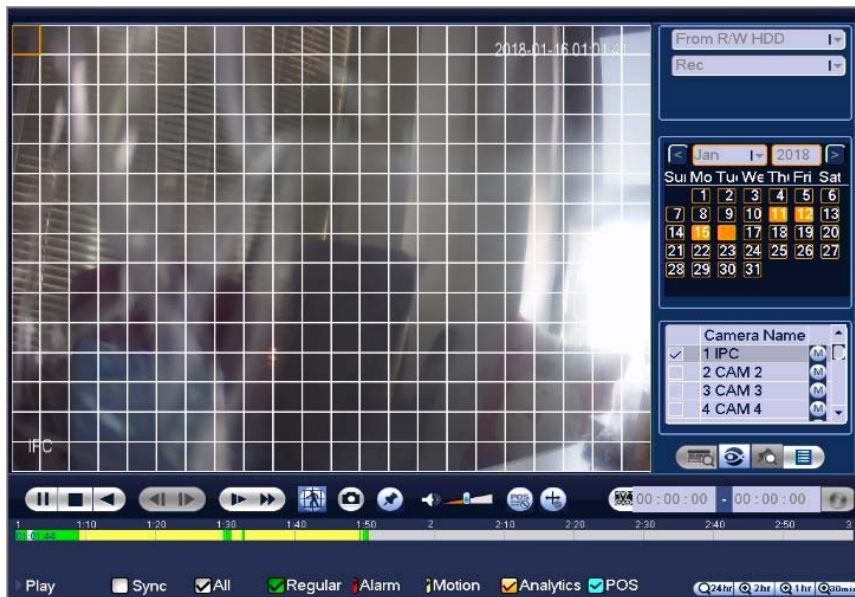 2018-01-16 01:01:41
IPC
From R/W HDD
Rec
< Jan 2018 >
Su Mo Tu We Th Fri Sat
1 2 3 4 5 6
7 8 9 10 11 12 13
14 15 17 18 19 20
21 22 23 24 25 26 27
28 29 30 31
Camera Name
1 IPC M
2 CAM 2 M
3 CAM 3 M
4 CAM 4 M
POS
00 : 00 : 00 - 00 : 00 : 00
1 1:10 1:20 1:30 1:40 1:50 2 2:10 2:20 2:30 2:40 2:50 3
01:01:44
Play Sync All Regular Alarm Motion Analytics POS
24hr 2hr 1hr 30min